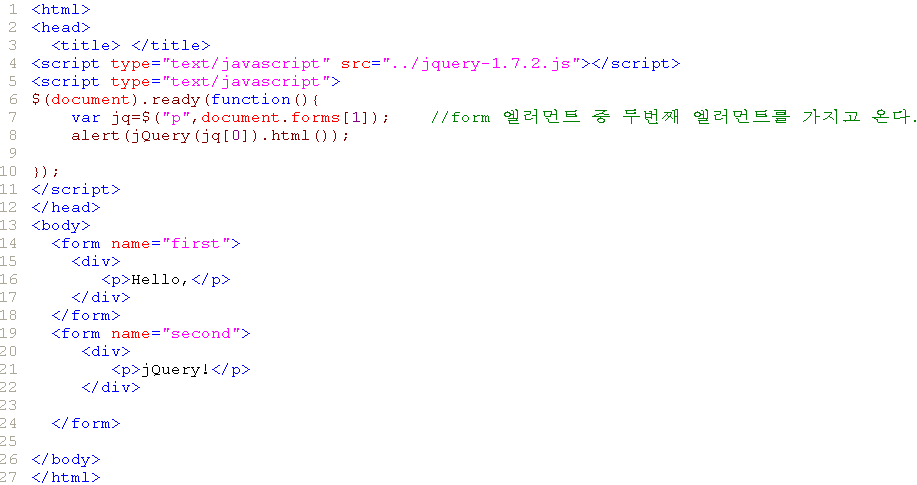 1 <html>
2 <head>
3 <title> </title>
4 <script type="text/javascript" src="../jquery-1.7.2.js"></script>
5 <script type="text/javascript">
6 $(document).ready(function(){
7 var jq=$("p",document.forms[1]); //form 엘러먼트 중 두번째 엘러먼트를 가지고 온다.
8 alert(jQuery(jq[0]).html());
9
10 });
11 </script>
12 </head>
13 <body>
14 <form name="first">
15 <div>
16 <p>Hello,</p>
17 </div>
18 </form>
19 <form name="second">
20 <div>
21 <p>jQuery!</p>
22 </div>
23
24 </form>
25
26 </body>
27 </html>